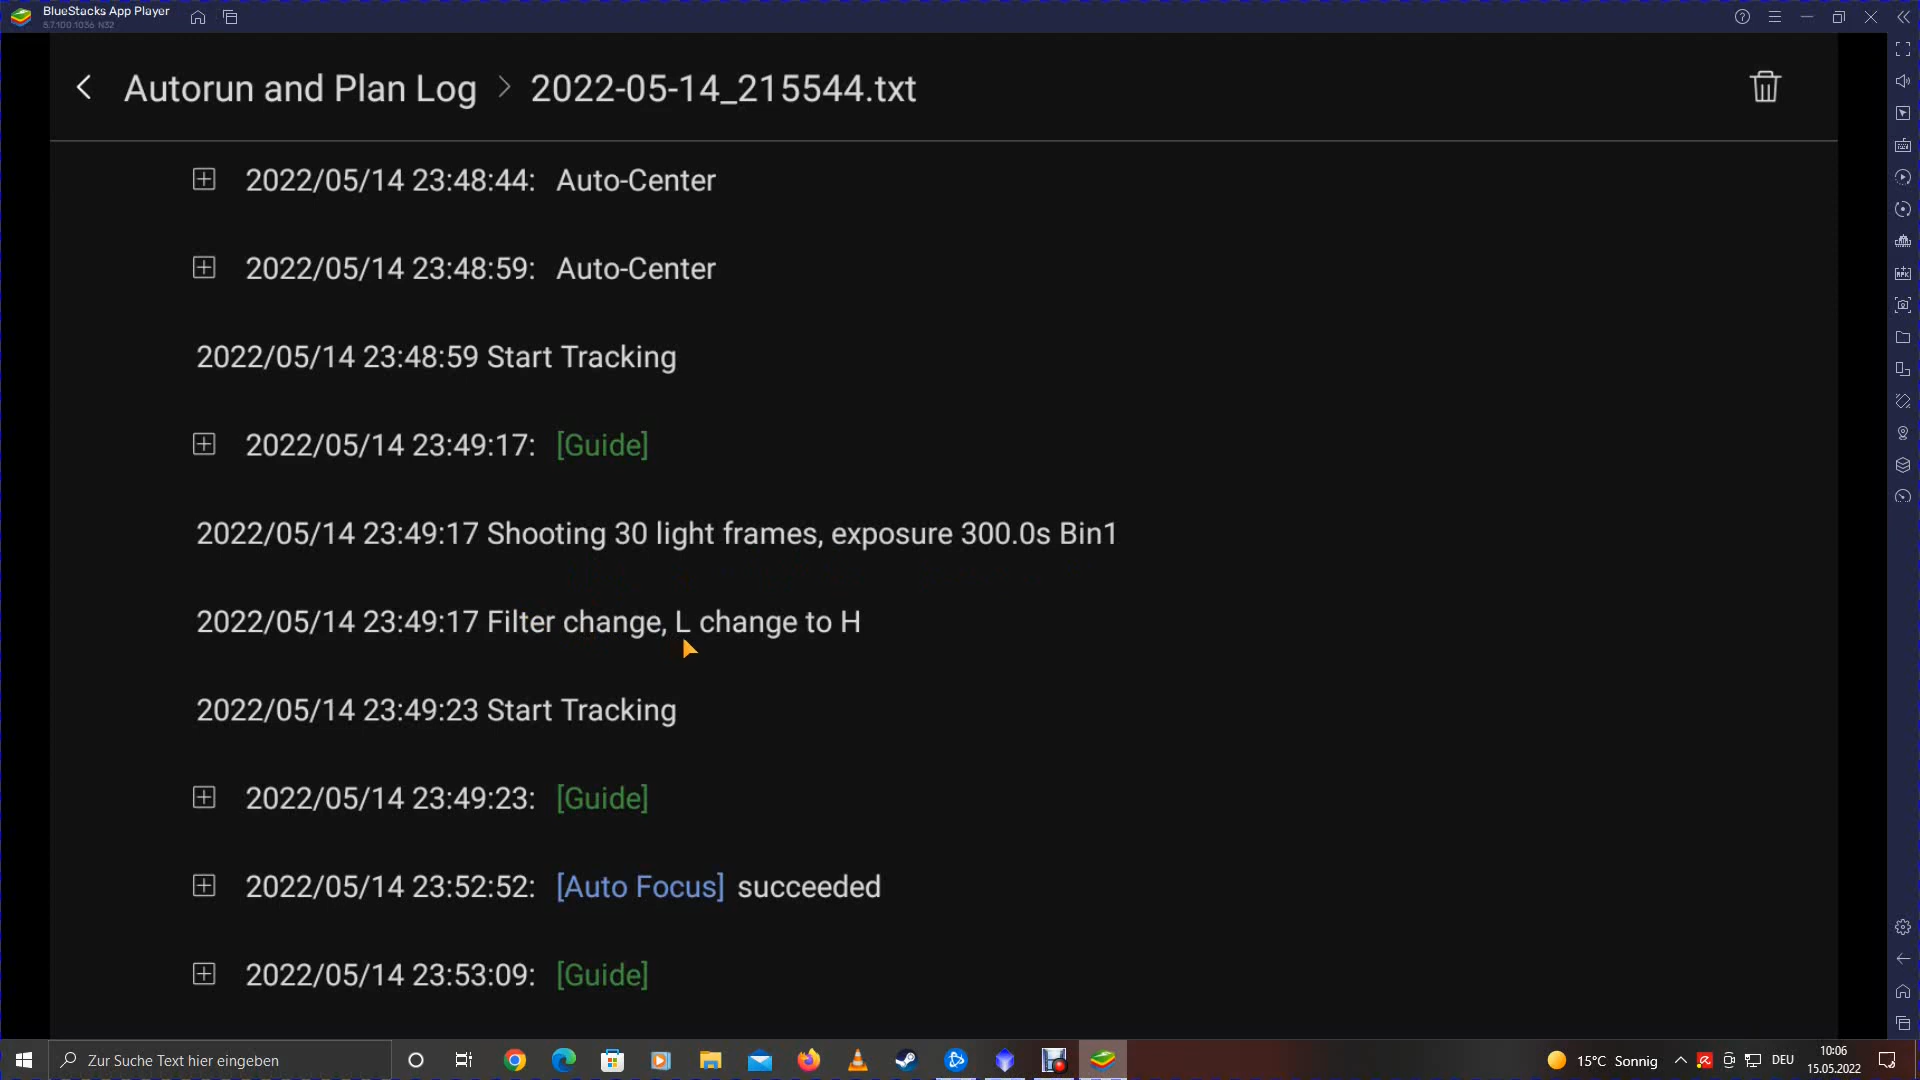 BlueStacks App Player
5.7.100.1036 N32
Autorun and Plan Log > 2022-05-14_215544.txt
2022/05/14 23:48:44: Auto-Center
2022/05/14 23:48:59: Auto-Center
2022/05/14 23:48:59 Start Tracking
2022/05/14 23:49:17: [Guide]
2022/05/14 23:49:17 Shooting 30 light frames, exposure 300.0s Bin1
2022/05/14 23:49:17 Filter change, L change to H
2022/05/14 23:49:23 Start Tracking
2022/05/14 23:49:23: [Guide]
2022/05/14 23:52:52: [Auto Focus] succeeded
2022/05/14 23:53:09: [Guide]
Zur Suche Text hier eingeben
15°C Sonnig
DEU
10:06
15.05.2022